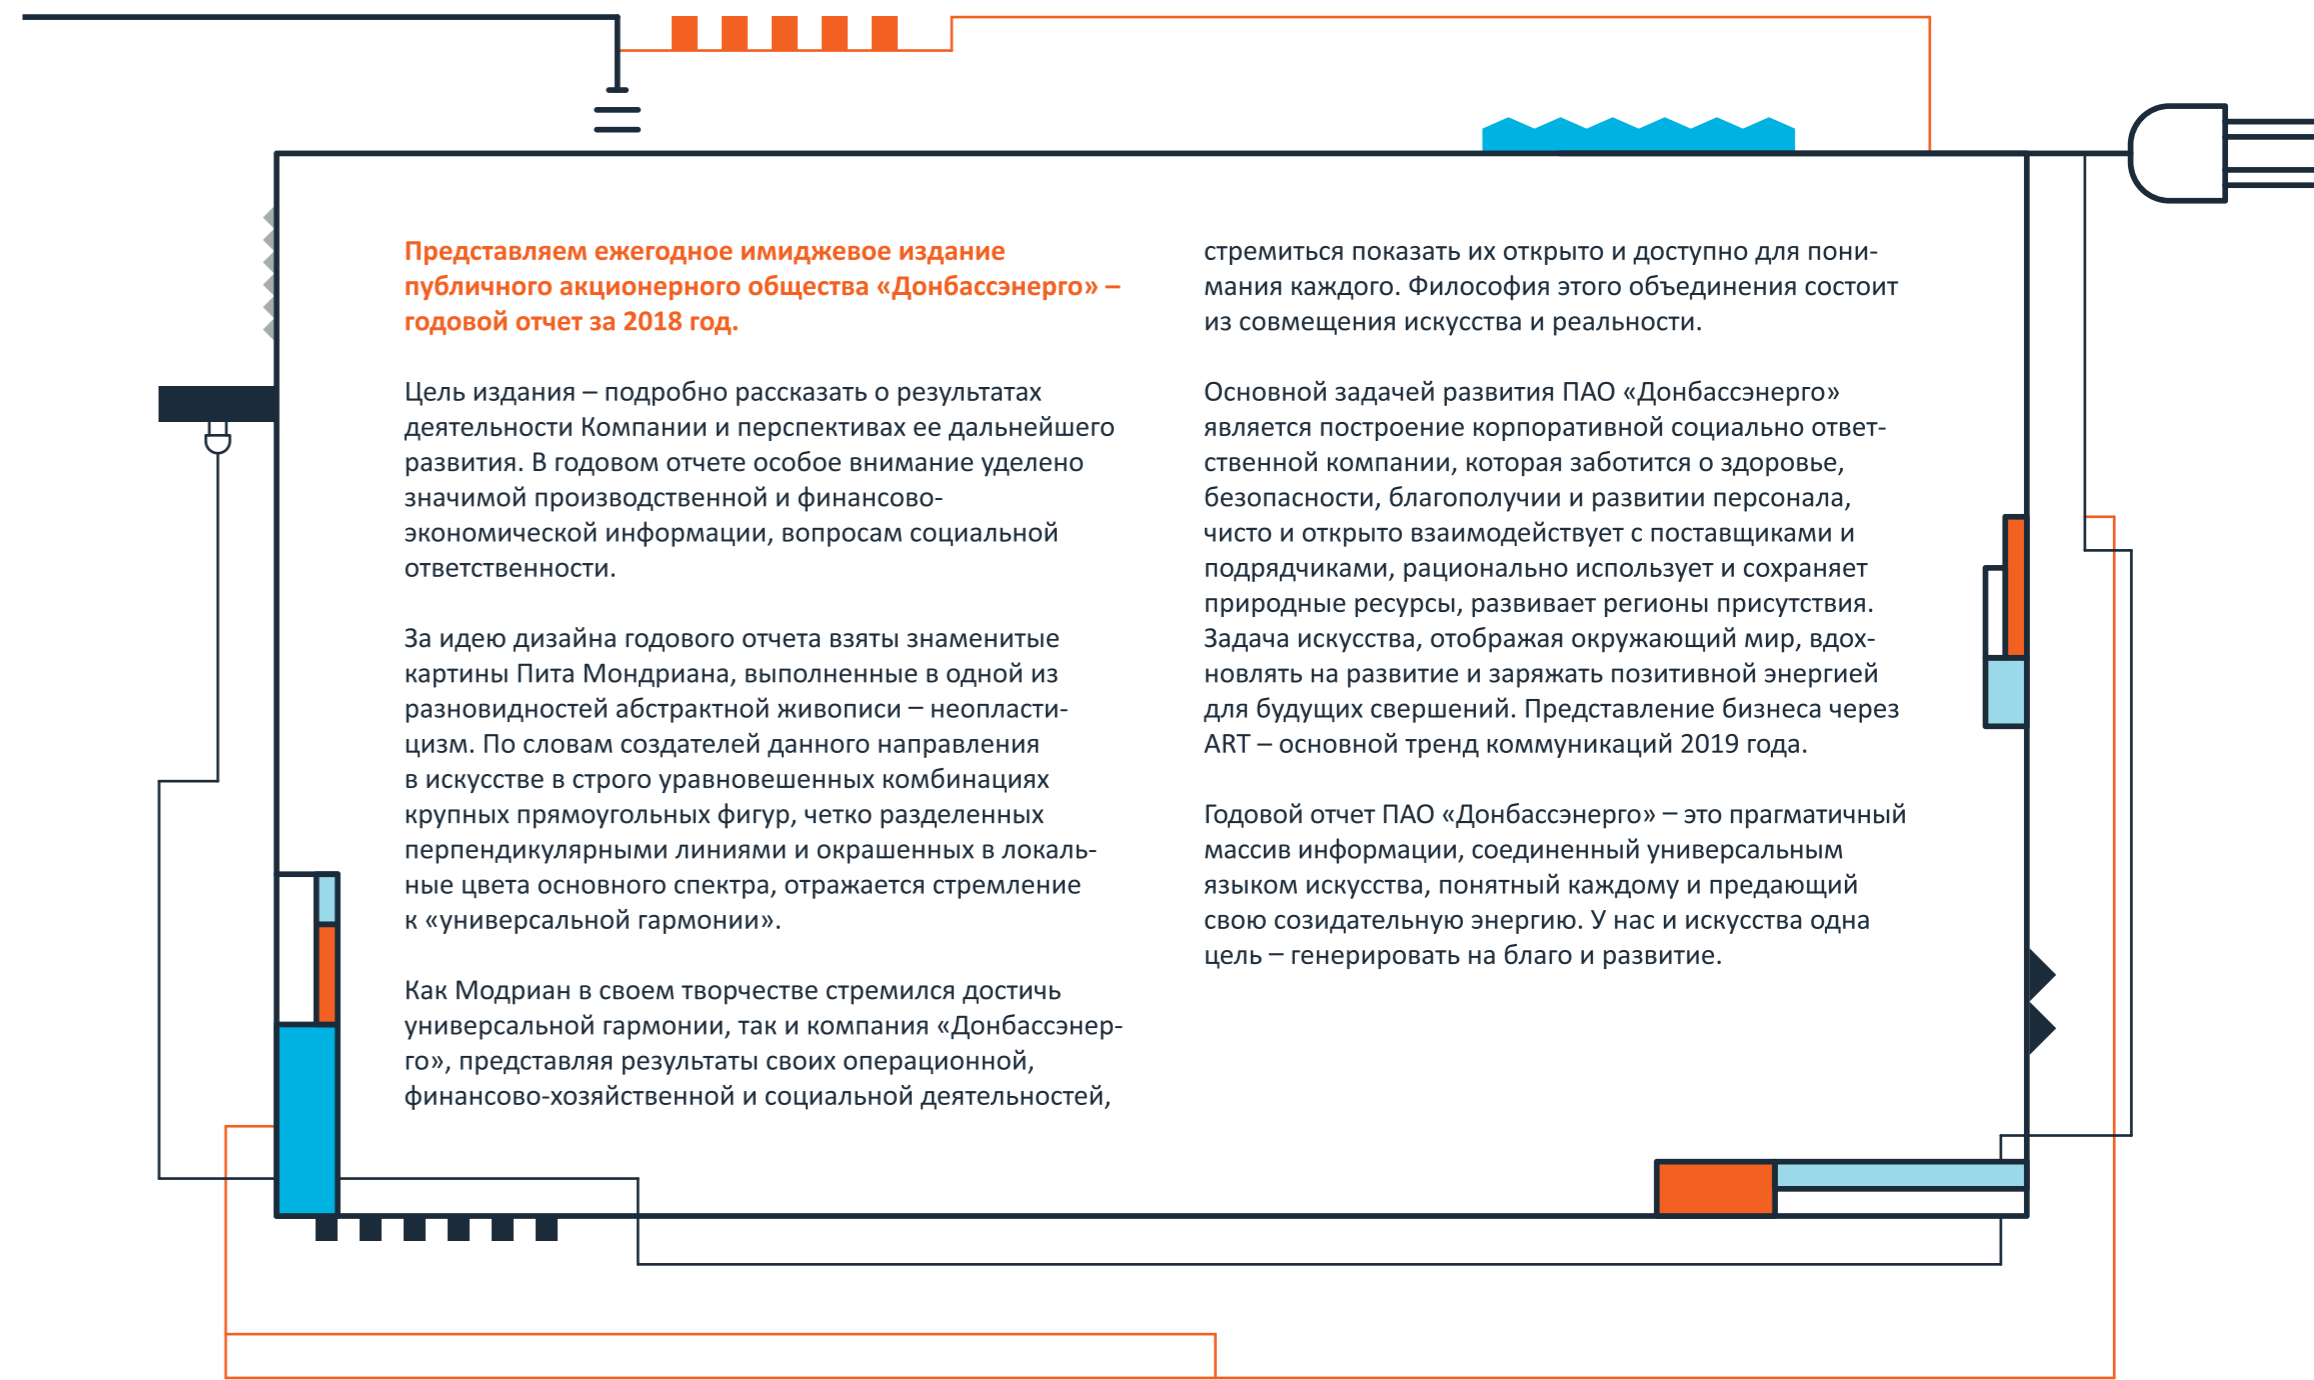 Представляем ежегодное имиджевое издание
публичного акционерного общества «Донбассэнерго» –
годовой отчет за 2018 год.
Цель издания – подробно рассказать о результатах
деятельности Компании и перспективах ее дальнейшего
развития. В годовом отчете особое внимание уделено
значимой производственной и финансово-
экономической информации, вопросам социальной
ответственности.
За идею дизайна годового отчета взяты знаменитые
картины Пита Мондриана, выполненные в одной из
разновидностей абстрактной живописи – неопласти-
цизм. По словам создателей данного направления
в искусстве в строго уравновешенных комбинациях
крупных прямоугольных фигур, четко разделенных
перпендикулярными линиями и окрашенных в локаль-
ные цвета основного спектра, отражается стремление
к «универсальной гармонии».
Как Модриан в своем творчестве стремился достичь
универсальной гармонии, так и компания «Донбассэнер-
го», представляя результаты своих операционной,
финансово-хозяйственной и социальной деятельностей,
стремиться показать их открыто и доступно для пони-
мания каждого. Философия этого объединения состоит
из совмещения искусства и реальности.
Основной задачей развития ПАО «Донбассэнерго»
является построение корпоративной социально ответ-
ственной компании, которая заботится о здоровье,
безопасности, благополучии и развитии персонала,
чисто и открыто взаимодействует с поставщиками и
подрядчиками, рационально использует и сохраняет
природные ресурсы, развивает регионы присутствия.
Задача искусства, отображая окружающий мир, вдох-
новлять на развитие и заряжать позитивной энергией
для будущих свершений. Представление бизнеса через
ART – основной тренд коммуникаций 2019 года.
Годовой отчет ПАО «Донбассэнерго» – это прагматичный
массив информации, соединенный универсальным
языком искусства, понятный каждому и предающий
свою созидательную энергию. У нас и искусства одна
цель – генерировать на благо и развитие.